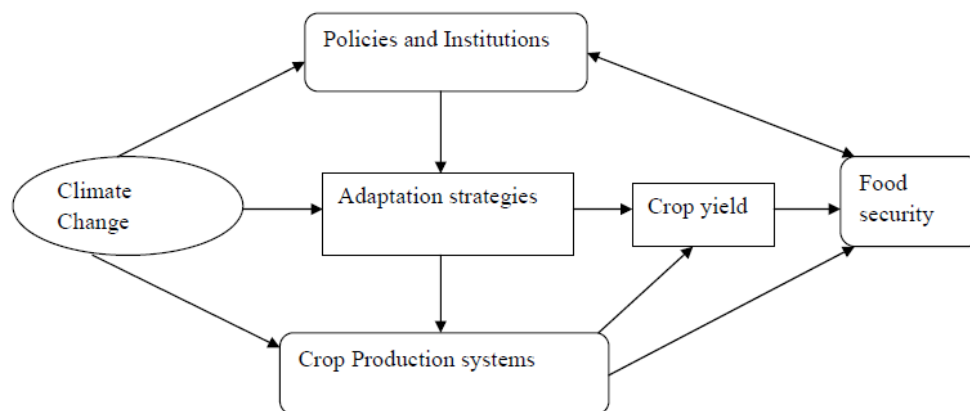 Policies and Institutions
Climate
Change
Adaptation strategies
Crop yield
Food
security
Crop Production systems